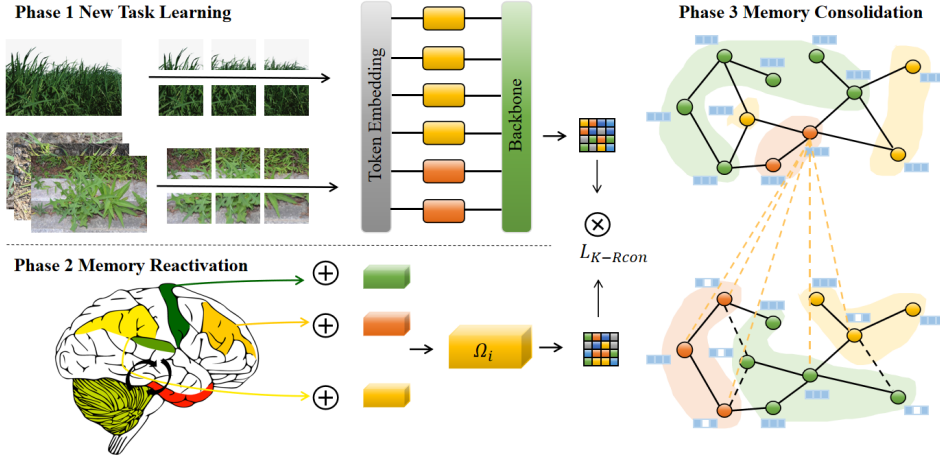 Phase 1 New Task Learning
Token Embedding
Backbone
Phase 3 Memory Consolidation
L_{K-Rcon}
Phase 2 Memory Reactivation
Ω_i